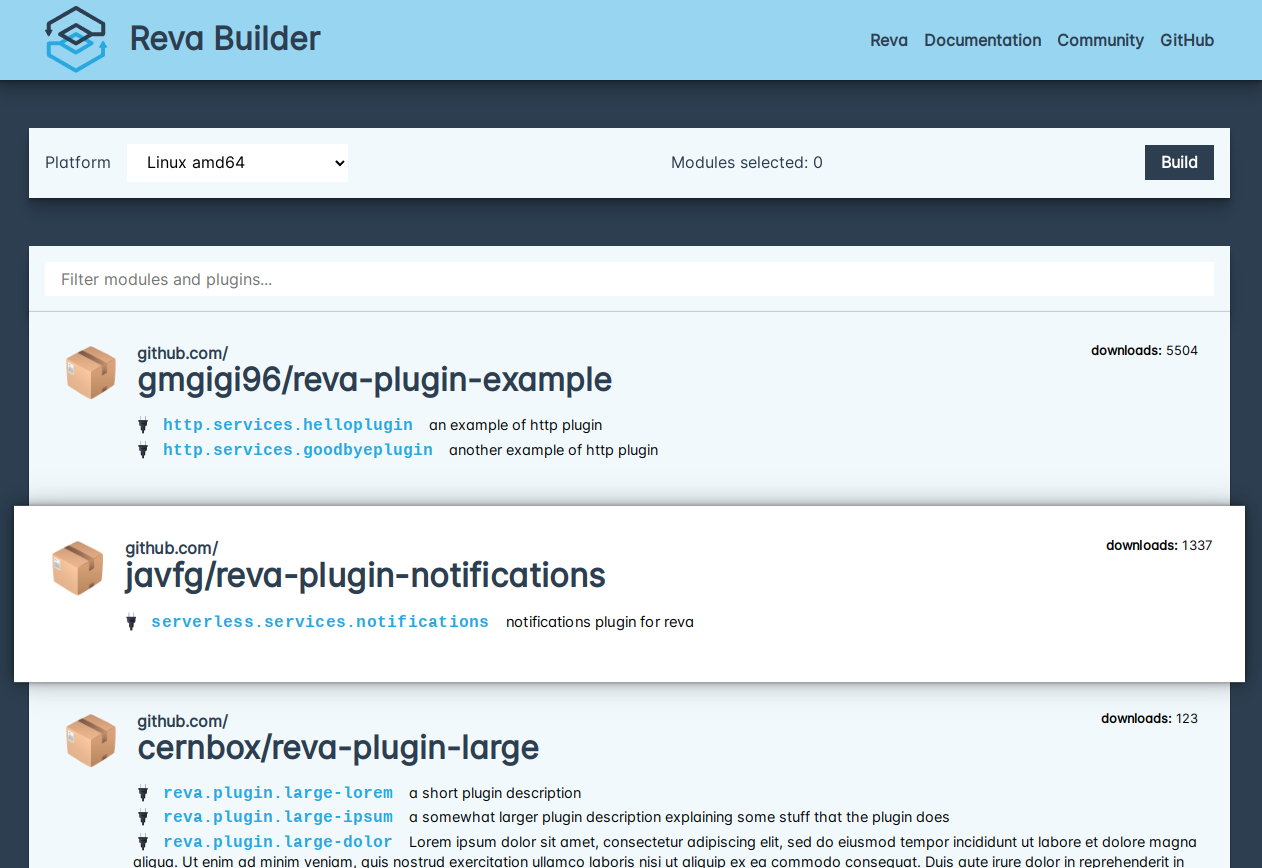 Reva Builder
Reva Documentation Community GitHub
Platform Linux amd64 Modules selected: 0 Build
Filter modules and plugins...
github.com/ downloads: 5504
gmgigi96/reva-plugin-example
http.services.helloplugin an example of http plugin
http.services.goodbyeplugin another example of http plugin
github.com/ downloads: 1337
javfg/reva-plugin-notifications
serverless.services.notifications notifications plugin for reva
github.com/ downloads: 123
cernbox/reva-plugin-large
reva.plugin.large-lorem a short plugin description
reva.plugin.large-ipsum a somewhat larger plugin description explaining some stuff that the plugin does
reva.plugin.large-dolor Lorem ipsum dolor sit amet, consectetur adipiscing elit, sed do eiusmod tempor incididunt ut labore et dolore magna
aliqua. Ut enim ad minim veniam, quis nostrud exercitation ullamco laboris nisi ut aliquip ex ea commodo consequat. Duis aute irure dolor in reprehenderit in